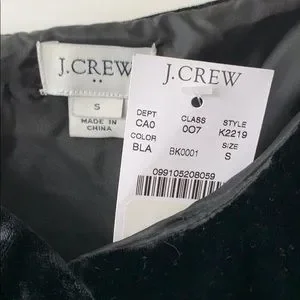 J.CREW
S
MADE IN
CHINA
J.CREW
DEPT CLASS STYLE
CA0 007 K2219
COLOR SIZE
BLA BK0001 S
099105208059